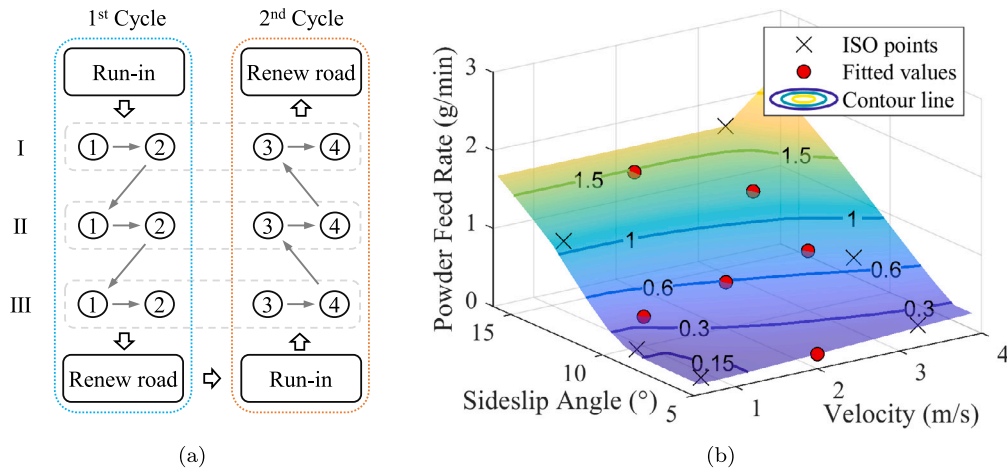 1st Cycle
2nd Cycle
Run-in
Renew road
I
1
2
3
4
II
1
2
3
4
III
1
2
3
4
Renew road
Run-in
(a)
Powder Feed Rate (g/min)
3
2
1
0
ISO points
Fitted values
Contour line
1.5
1.5
1
1
0.6
0.6
0.3
0.3
0.15
15
10
5
Sideslip Angle (°)
1
2
3
4
Velocity (m/s)
(b)